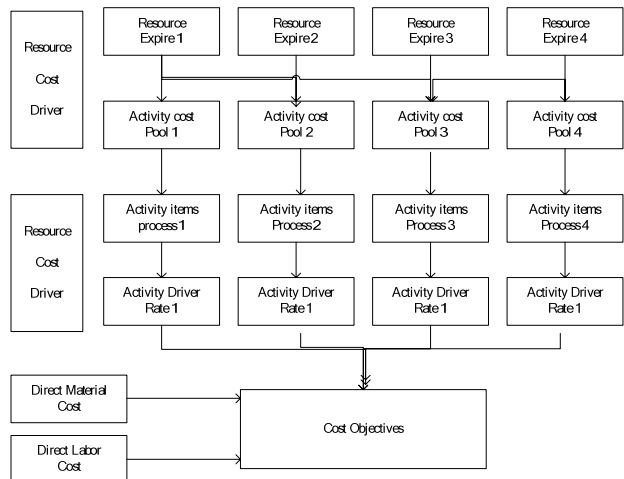 Resource
Cost
Driver
Resource
Expire 1
Resource
Expire 2
Resource
Expire 3
Resource
Expire 4
Activity cost
Pool 1
Activity cost
Pool 2
Activity cost
Pool 3
Activity cost
Pool 4
Resource
Cost
Driver
Activity items
process 1
Activity items
Process 2
Activity items
Process 3
Activity items
Process 4
Activity Driver
Rate 1
Activity Driver
Rate 1
Activity Driver
Rate 1
Activity Driver
Rate 1
Direct Material
Cost
Cost Objectives
Direct Labor
Cost